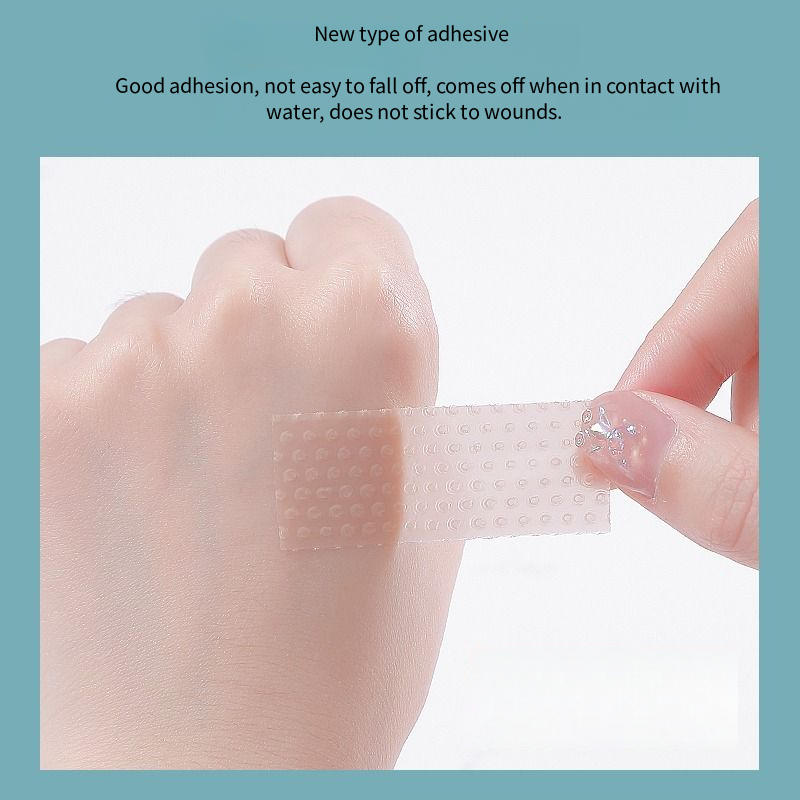 New type of adhesive
Good adhesion, not easy to fall off, comes off when in contact with
water, does not stick to wounds.